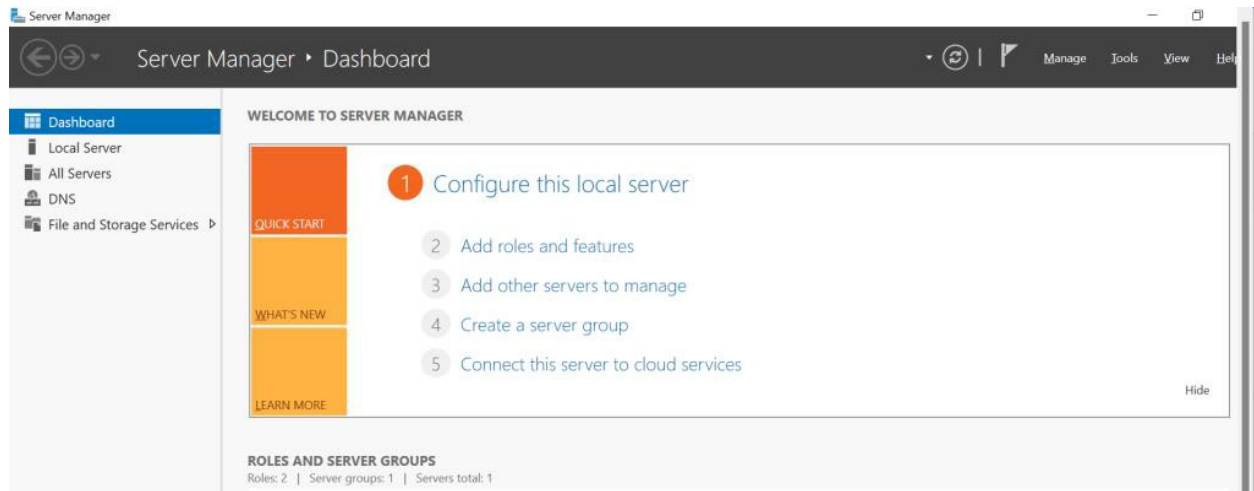 Server Manager
Server Manager ‣ Dashboard
Manage Tools View Help
Dashboard
Local Server
All Servers
DNS
File and Storage Services
WELCOME TO SERVER MANAGER
QUICK START
WHAT'S NEW
LEARN MORE
1 Configure this local server
2 Add roles and features
3 Add other servers to manage
4 Create a server group
5 Connect this server to cloud services
Hide
ROLES AND SERVER GROUPS
Roles: 2 | Server groups: 1 | Servers total: 1